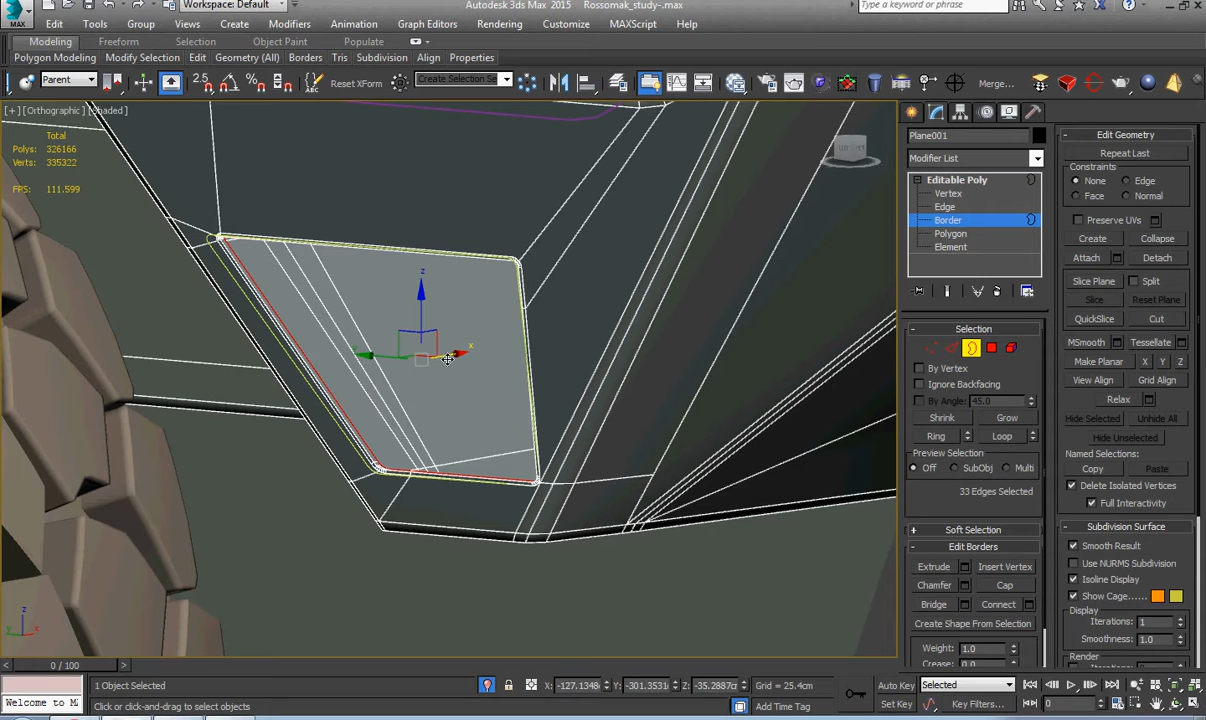 Workspace: Default
Autodesk 3ds Max 2015
Rossomak_study-.max
MAX
Edit Tools Group Views Create Modifiers Animation Graph Editors Rendering Customize MAXScript Help
Modeling Freeform Selection Object Paint Populate
Polygon Modeling Modify Selection Edit Geometry (All) Borders Tris Subdivision Align Properties
Parent
2.5
ABC
Reset XForm
Create Selection Se
Merge...
[+] [Orthographic] [Shaded]
Total
Polys: 326166
Verts: 335322
FPS: 111.599
Plane001
Modifier List
Editable Poly
Vertex
Edge
Border
Polygon
Element
Selection
By Vertex
Ignore Backfacing
By Angle: 45.0
Shrink Grow
Ring Loop
Preview Selection
Off SubObj Multi
33 Edges Selected
Soft Selection
Edit Borders
Extrude Insert Vertex
Chamfer Cap
Bridge Connect
Create Shape From Selection
Weight: 1.0
Crease: 0.0
Edit Geometry
Repeat Last
Constraints
None Edge
Face Normal
Preserve UVs
Create Collapse
Attach Detach
Slice Plane Split
Slice Reset Plane
QuickSlice Cut
MSmooth Tessellate
Make Planar X Y Z
View Align Grid Align
Relax
Hide Selected Unhide All
Hide Unselected
Named Selections:
Copy Paste
Delete Isolated Vertices
Full Interactivity
Subdivision Surface
Smooth Result
Use NURMS Subdivision
Isoline Display
Show Cage......
Display
Iterations: 1
Smoothness: 1.0
Render
z
x
z
y x
0 / 100
1 Object Selected
X: -127.1348 Y: -301.3531 Z: -35.2887c Grid = 25.4cm
Auto Key Selected
Welcome to M
Click or click-and-drag to select objects
Add Time Tag
Set Key Key Filters... 0